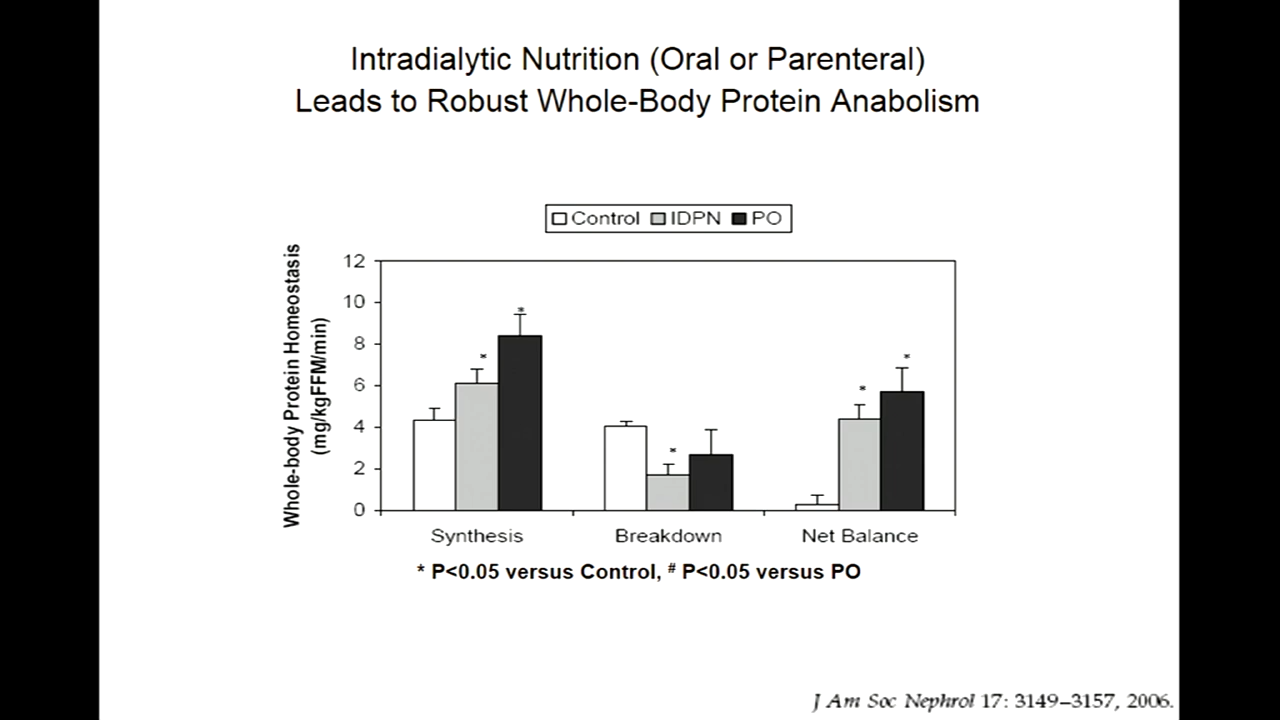 Intradialytic Nutrition (Oral or Parenteral)
Leads to Robust Whole-Body Protein Anabolism
Control IDPN PO
Whole-body Protein Homeostasis
(mg/kgFFM/min)
12
10
8
6
4
2
0
* * * * *
Synthesis Breakdown Net Balance
* P<0.05 versus Control, # P<0.05 versus PO
J Am Soc Nephrol 17: 3149–3157, 2006.